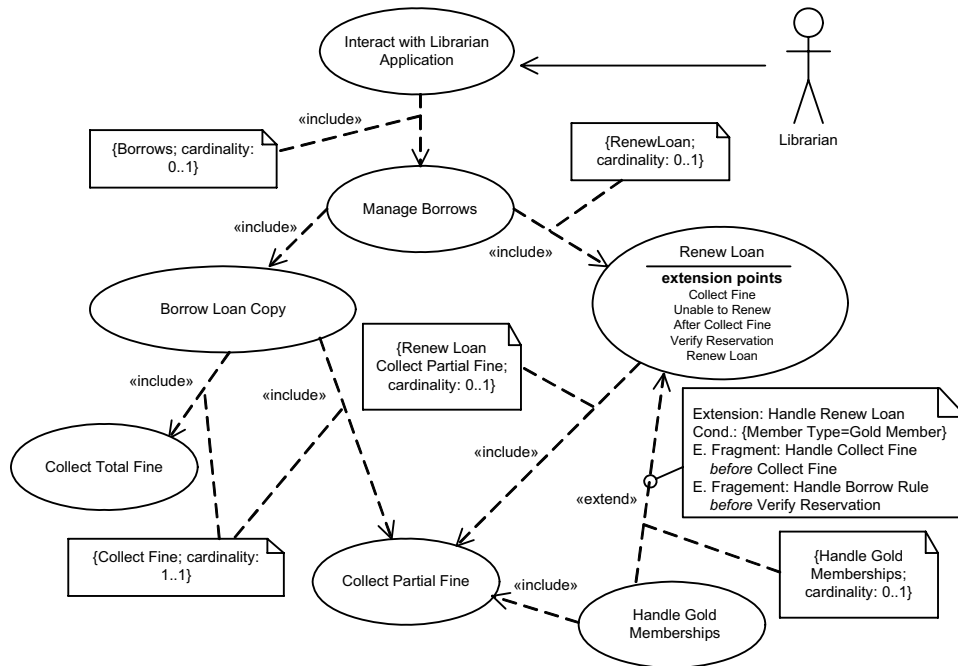 Interact with Librarian
Application
Librarian
«include»
{Borrows; cardinality:
0..1}
{RenewLoan;
cardinality: 0..1}
Manage Borrows
«include»
«include»
Renew Loan
extension points
Collect Fine
Unable to Renew
After Collect Fine
Verify Reservation
Renew Loan
Borrow Loan Copy
{Renew Loan
Collect Partial Fine;
cardinality: 0..1}
«include»
«include»
Extension: Handle Renew Loan
Cond.: {Member Type=Gold Member}
E. Fragment: Handle Collect Fine
before Collect Fine
E. Fragement: Handle Borrow Rule
before Verify Reservation
«include»
Collect Total Fine
«extend»
{Collect Fine; cardinality:
1..1}
{Handle Gold
Memberships;
cardinality: 0..1}
Collect Partial Fine
«include»
Handle Gold
Memberships